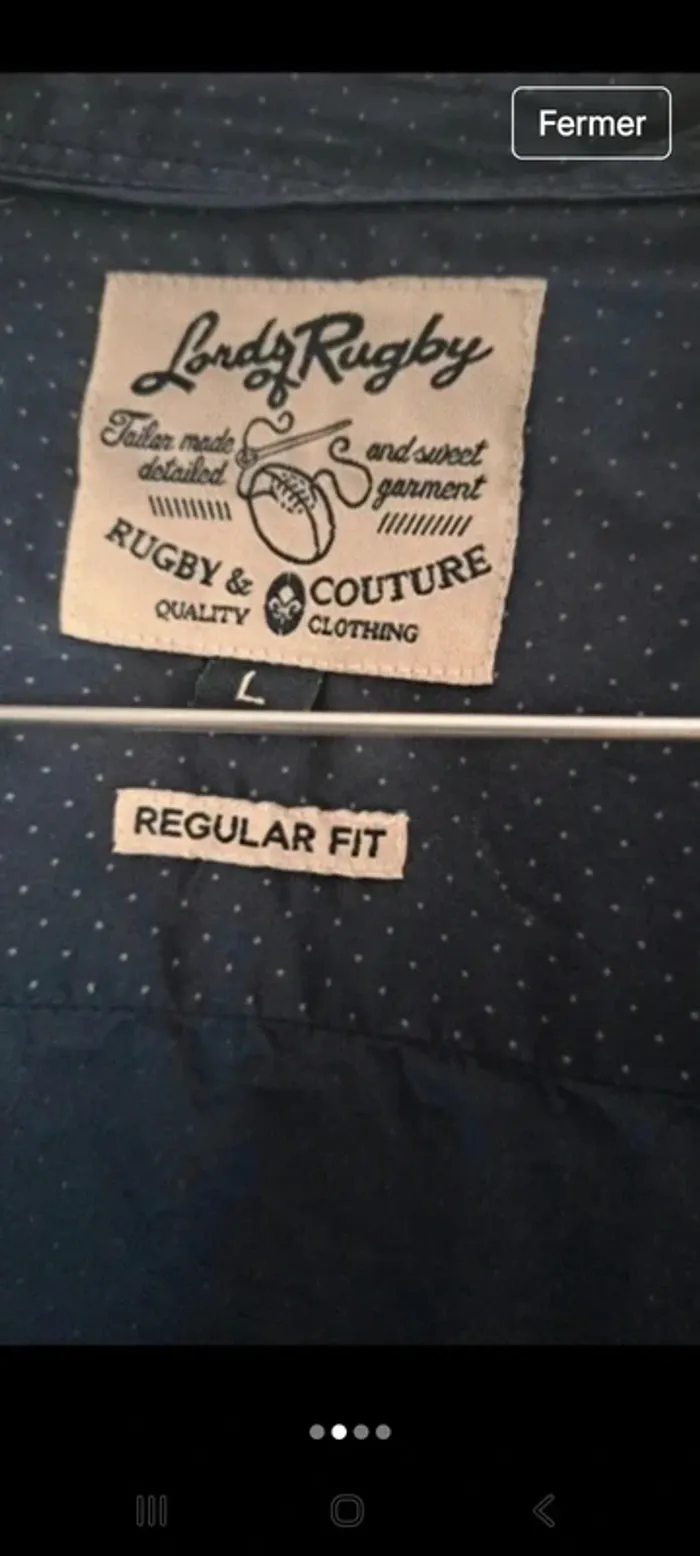 Fermer
Lords of Rugby
Tailor made and sweet
detailed garment
RUGBY & COUTURE
QUALITY CLOTHING
L
REGULAR FIT